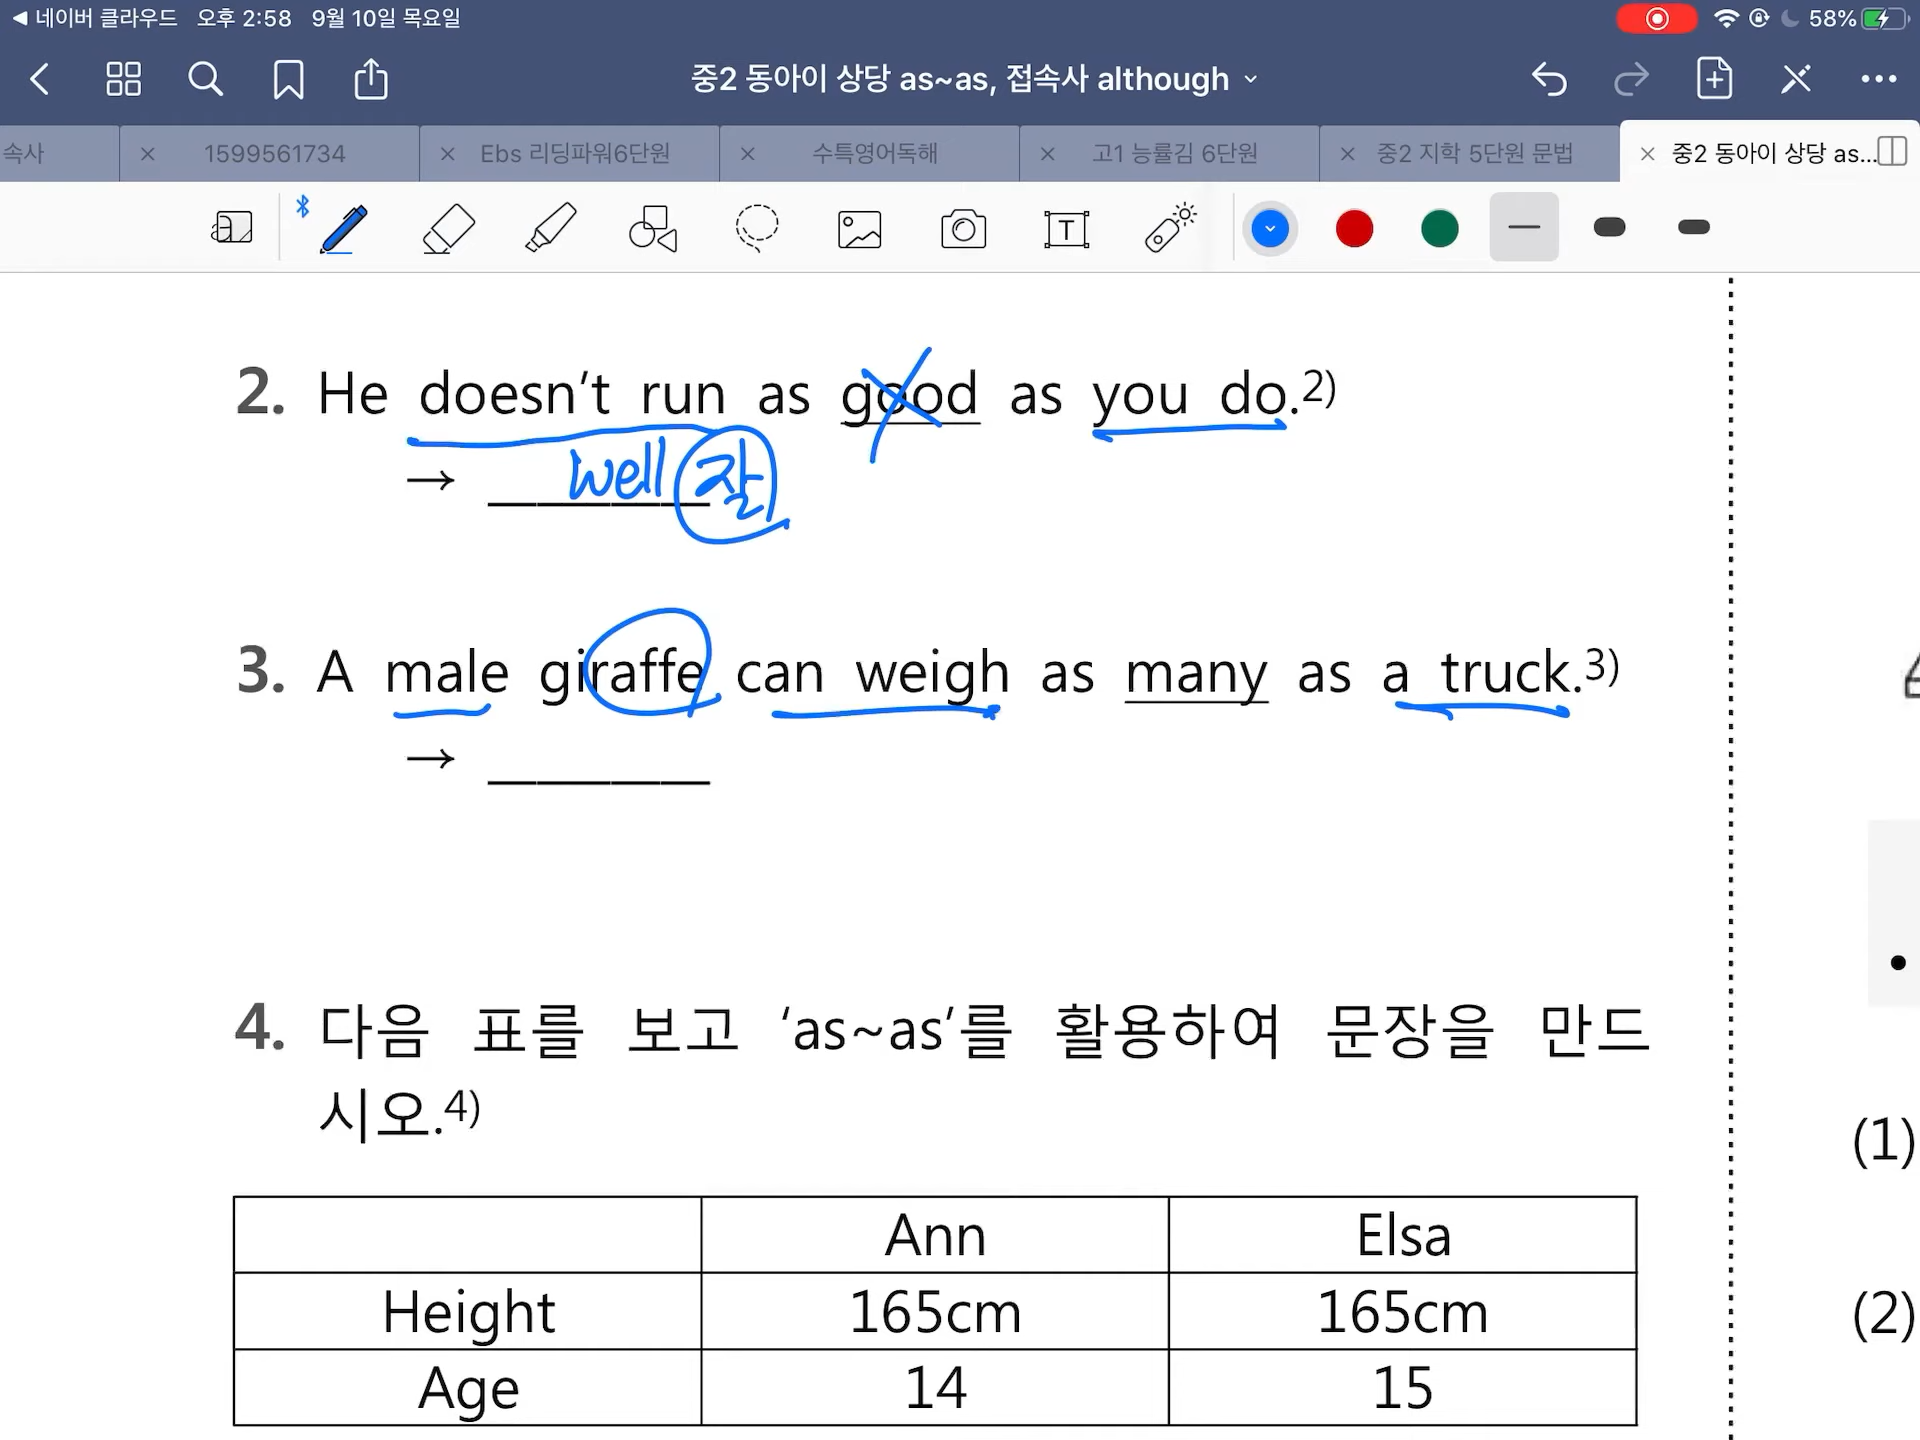 ◀ 네이버 클라우드 오후 2:58 9월 10일 목요일 58%
중2 동아이 상당 as~as, 접속사 although
속사 × 1599561734 × Ebs 리딩파워6단원 × 수특영어독해 × 고1 능률김 6단원 × 중2 지학 5단원 문법 × 중2 동아이 상당 as...
2. He doesn't run as good as you do.2)
→ well 잘
3. A male giraffe can weigh as many as a truck.3)
→
4. 다음 표를 보고 'as~as'를 활용하여 문장을 만드
시오.4)
Ann Elsa
Height 165cm 165cm
Age 14 15
(1)
(2)